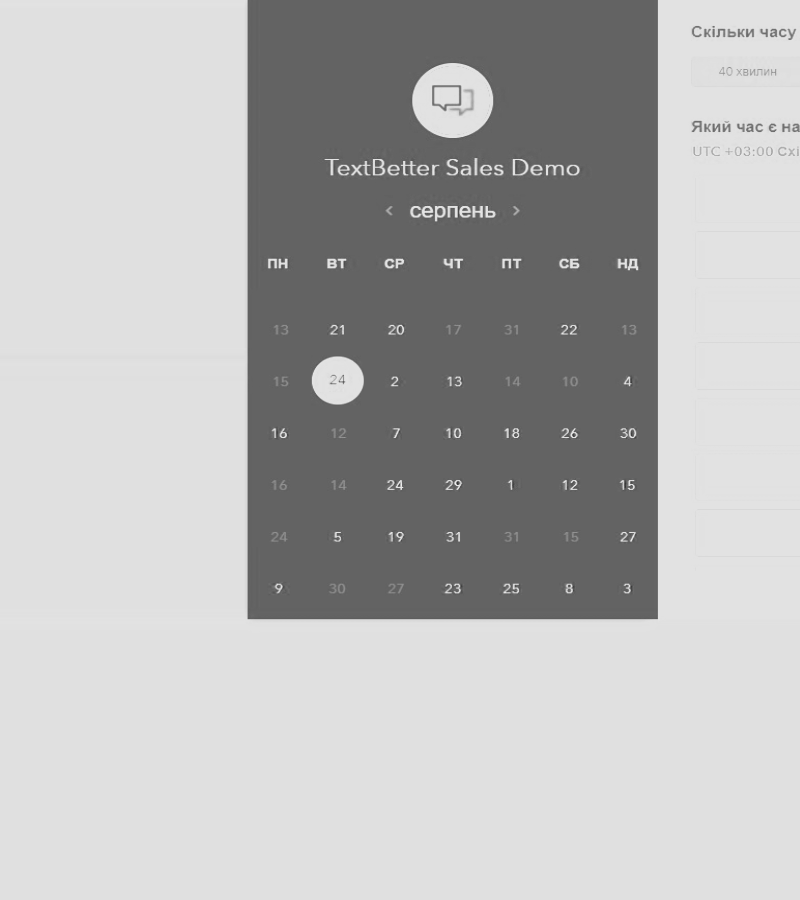 TextBetter Sales Demo
серпень
ПН ВТ СР ЧТ ПТ СБ НД
13 21 20 17 31 22 13
15 24 2 13 14 10 4
16 12 7 10 18 26 30
16 14 24 29 1 12 15
24 5 19 31 31 15 27
9 30 27 23 25 8 3
Скільки часу
40 хвилин
Який час є на
UTC +03:00 Схі